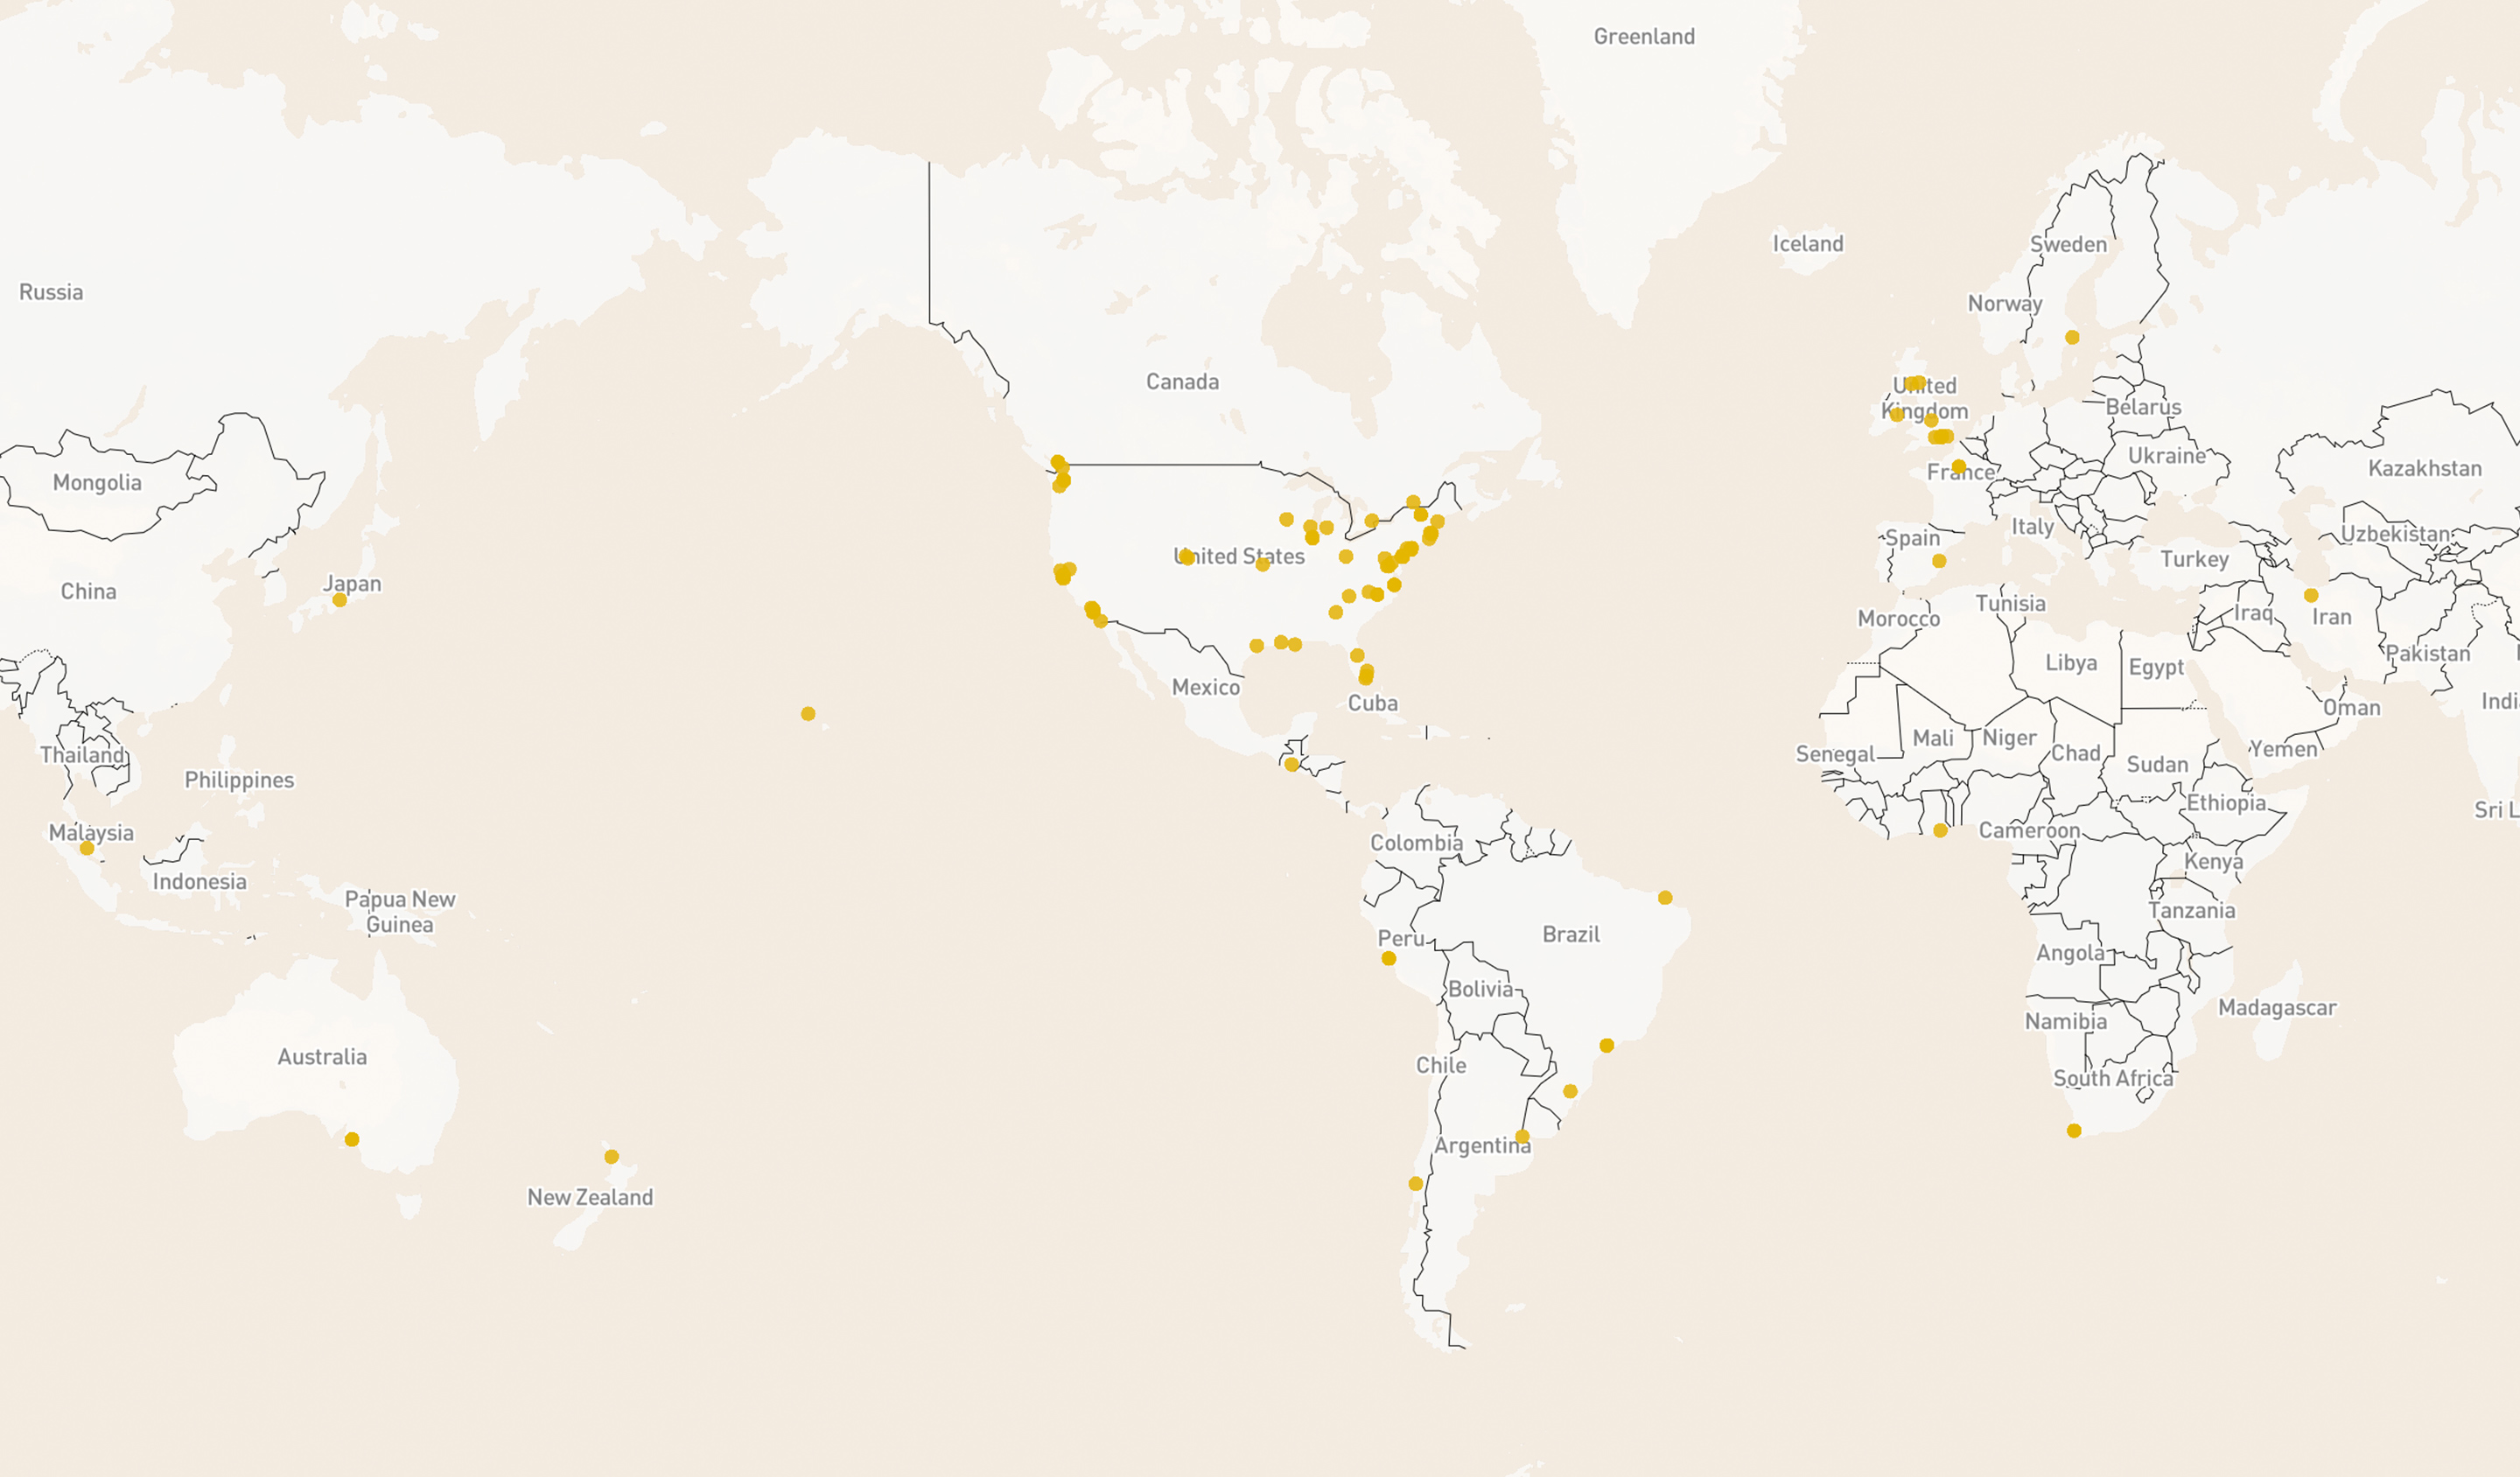 Greenland
Iceland
Sweden
Norway
Russia
Canada
United
Kingdom
Belarus
Ukraine
Kazakhstan
Mongolia
France
Italy
Spain
Uzbekistan
United States
Turkey
China
Japan
Tunisia
Morocco
Iraq
Iran
Pakistan
Libya
Egypt
Mexico
Cuba
Oman
Indi
Mali
Niger
Chad
Senegal
Yemen
Sudan
Thailand
Philippines
Ethiopia
Sri L
Malaysia
Cameroon
Colombia
Kenya
Indonesia
Papua New
Guinea
Tanzania
Peru
Brazil
Angola
Bolivia
Madagascar
Namibia
Australia
Chile
South Africa
Argentina
New Zealand